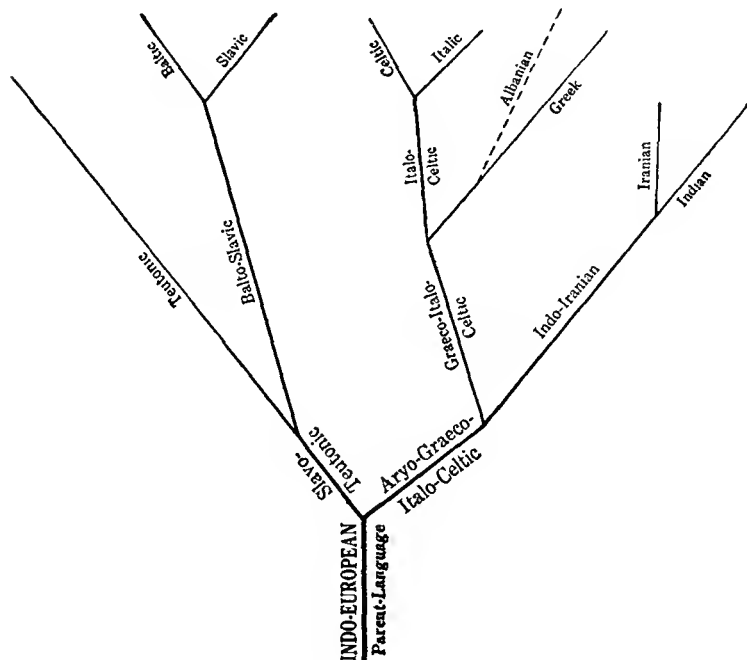 Baltic
Slavic
Celtic
Italic
Albanian
Greek
Iranian
Indian
Teutonic
Balto-Slavic
Italo-
Celtic
Graeco-Italo-
Celtic
Indo-Iranian
Slavo-
Teutonic
Aryo-Graeco-
Italo-Celtic
INDO-EUROPEAN
Parent-Language